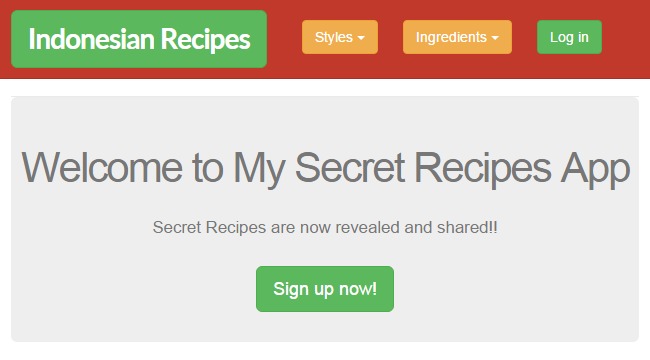 Indonesian Recipes
Styles
Ingredients
Log in
Welcome to My Secret Recipes App
Secret Recipes are now revealed and shared!!
Sign up now!